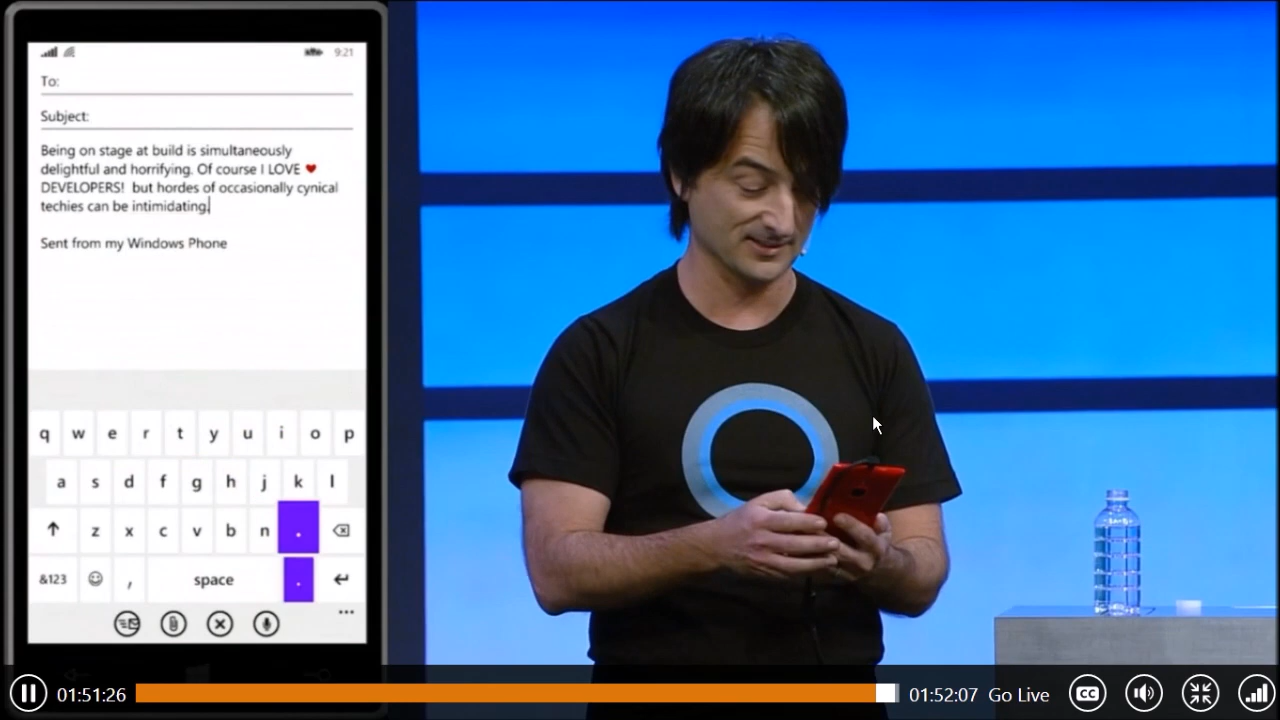 9:21
To:
Subject:
Being on stage at build is simultaneously
delightful and horrifying. Of course I LOVE ❤
DEVELOPERS!  but hordes of occasionally cynical
techies can be intimidating.
Sent from my Windows Phone
q w e r t y u i o p
a s d f g h j k l
z x c v b n .
&123 , space .
01:51:26 01:52:07 Go Live CC